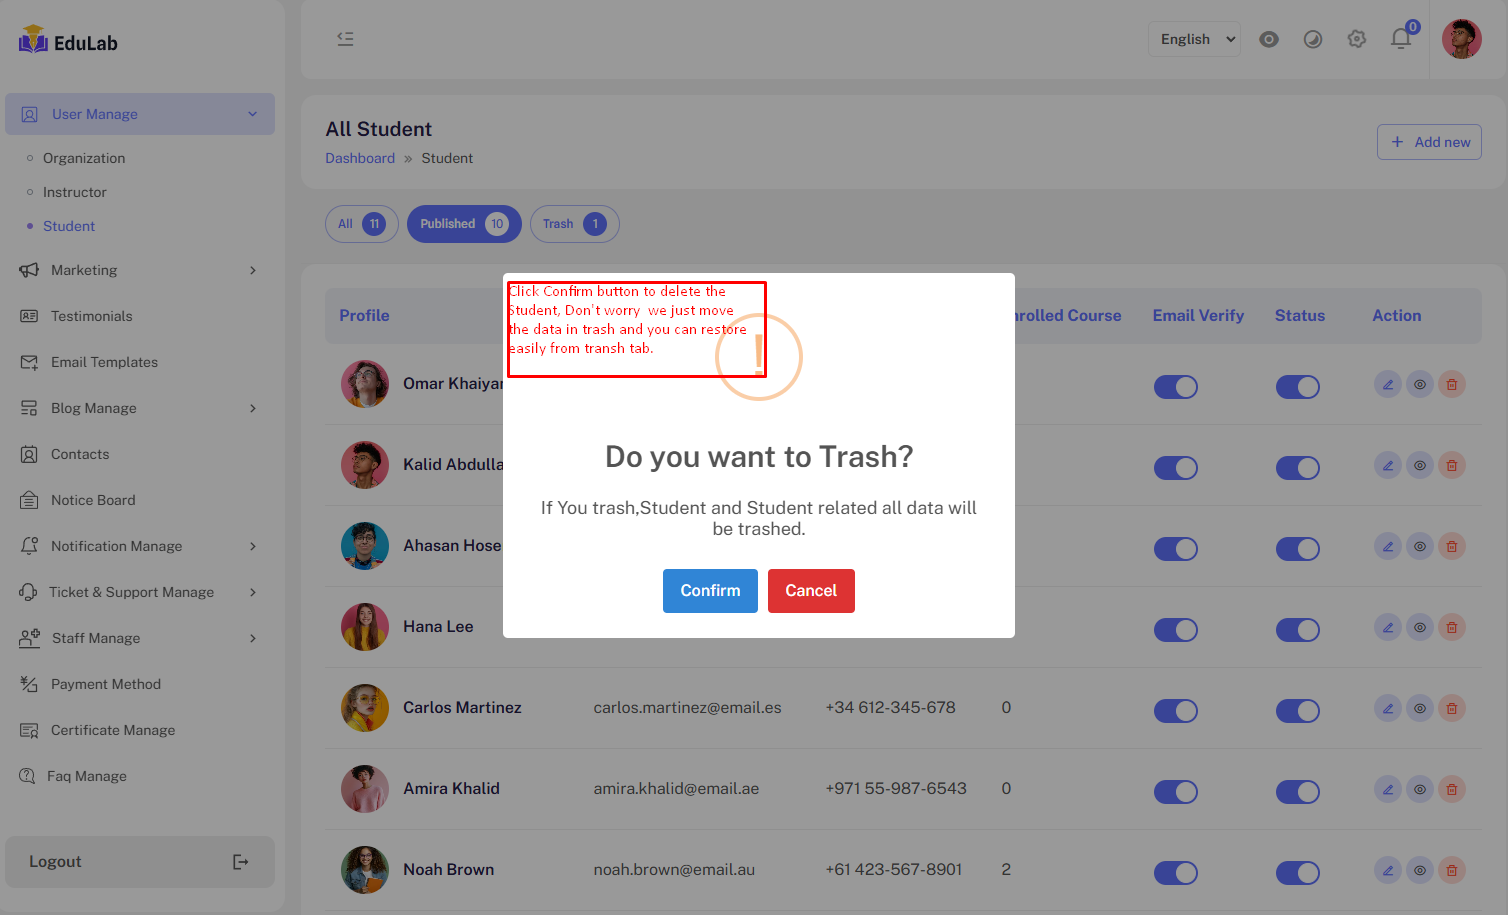 EduLab
English
0
User Manage
Organization
Instructor
Student
Marketing
Testimonials
Email Templates
Blog Manage
Contacts
Notice Board
Notification Manage
Ticket & Support Manage
Staff Manage
Payment Method
Certificate Manage
Faq Manage
Logout
All Student
Dashboard » Student
+ Add new
All 11
Published 10
Trash 1
Profile
nrolled Course
Email Verify
Status
Action
Click Confirm button to delete the
Student, Don't worry we just move
the data in trash and you can restore
easily from transh tab.
!
Do you want to Trash?
If You trash,Student and Student related all data will
be trashed.
Confirm
Cancel
Omar Khaiyar
Kalid Abdulla
Ahasan Hose
Hana Lee
Carlos Martinez carlos.martinez@email.es +34 612-345-678 0
Amira Khalid amira.khalid@email.ae +971 55-987-6543 0
Noah Brown noah.brown@email.au +61 423-567-8901 2